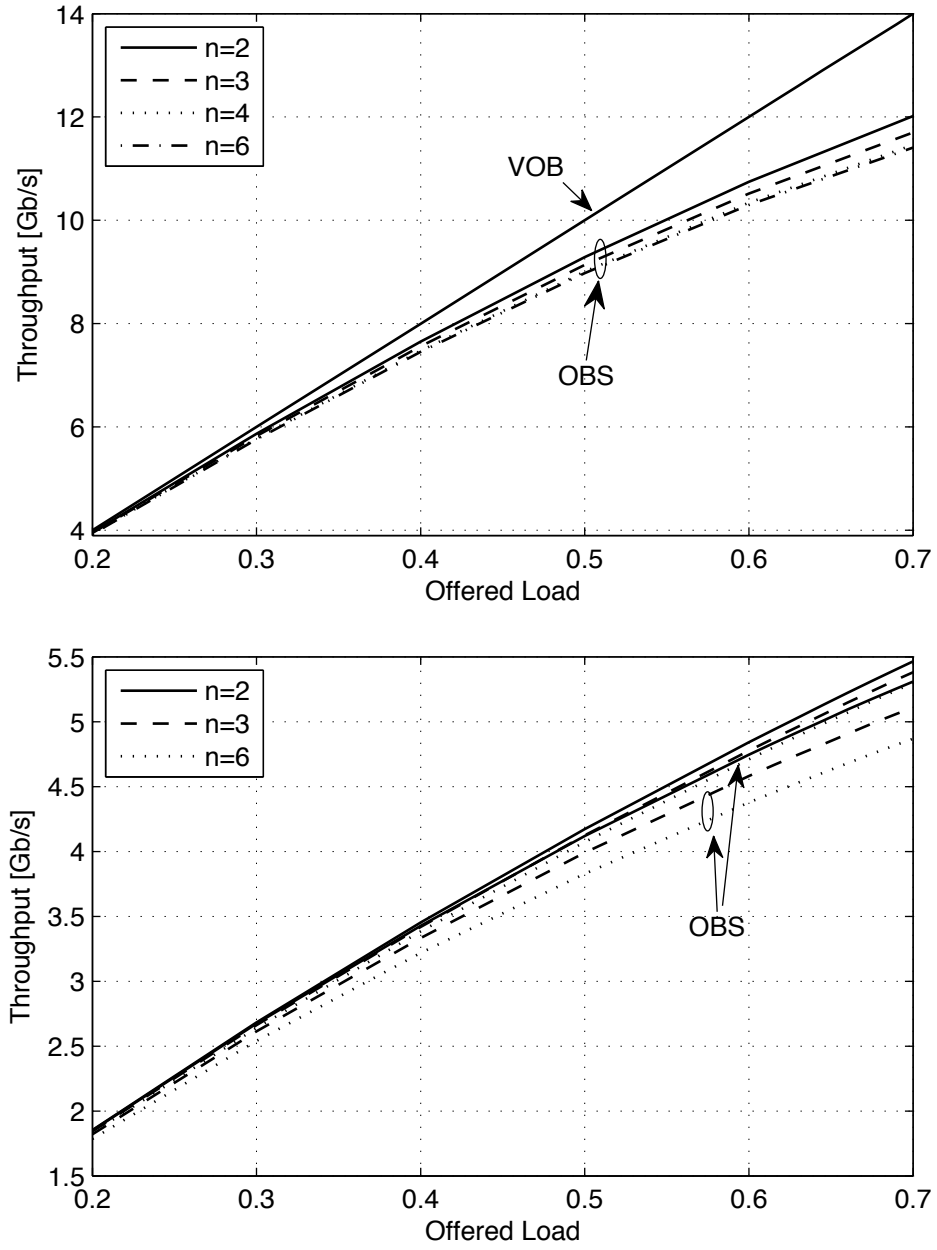 14
12
10
8
6
4
0.2
0.3
0.4
0.5
0.6
0.7
Throughput [Gb/s]
Offered Load
n=2
n=3
n=4
n=6
VOB
OBS
5.5
5
4.5
4
3.5
3
2.5
2
1.5
0.2
0.3
0.4
0.5
0.6
0.7
Throughput [Gb/s]
Offered Load
n=2
n=3
n=6
OBS